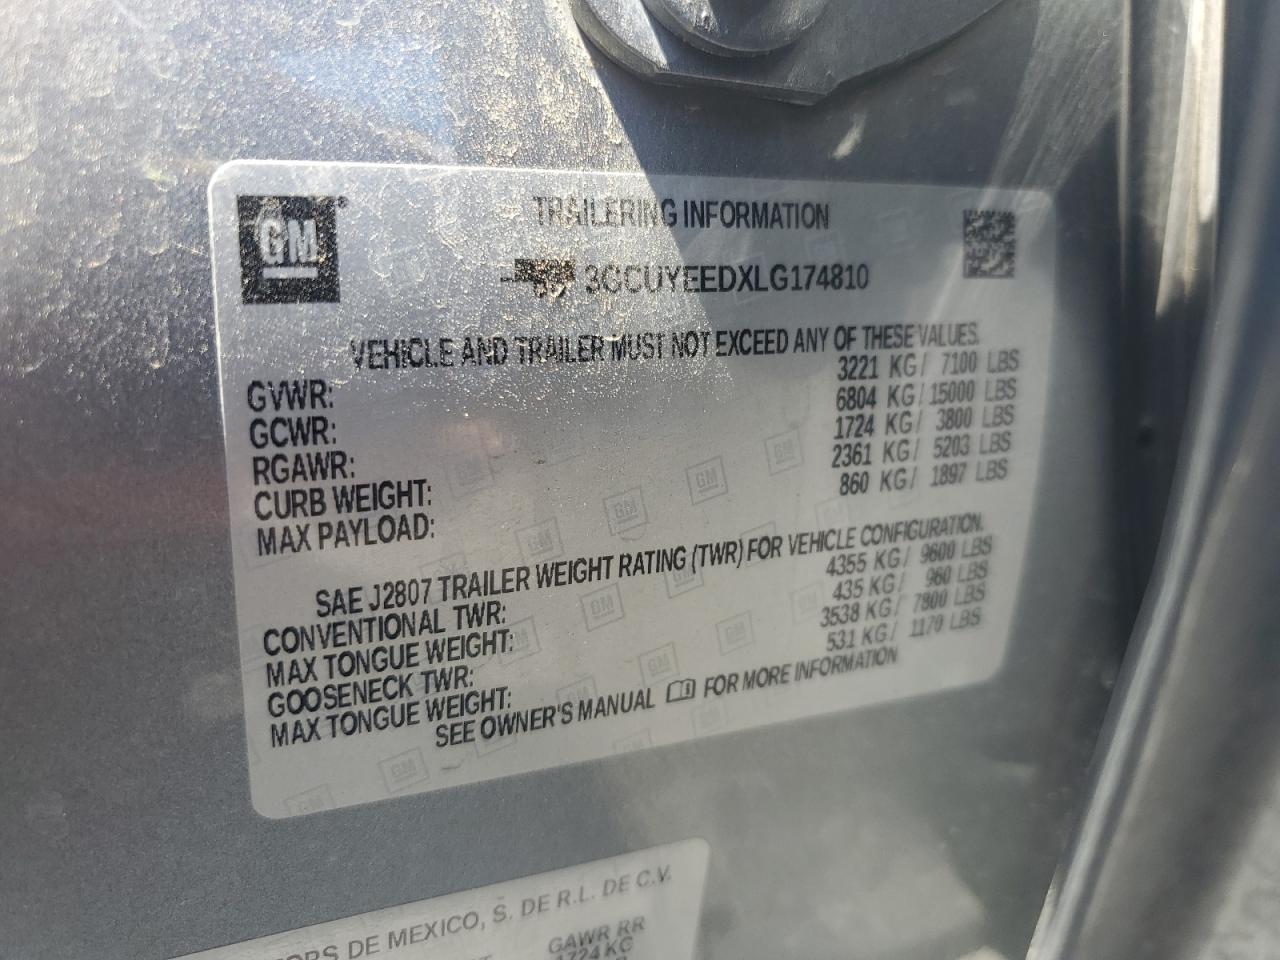 GM®
TRAILERING INFORMATION
3GCUYEEDXLG174810
VEHICLE AND TRAILER MUST NOT EXCEED ANY OF THESE VALUES.
GVWR: 3221 KG/ 7100 LBS
GCWR: 6804 KG/ 15000 LBS
RGAWR: 1724 KG/ 3800 LBS
CURB WEIGHT: 2361 KG/ 5203 LBS
MAX PAYLOAD: 860 KG/ 1897 LBS
SAE J2807 TRAILER WEIGHT RATING (TWR) FOR VEHICLE CONFIGURATION.
CONVENTIONAL TWR: 4355 KG/ 9600 LBS
MAX TONGUE WEIGHT: 435 KG/ 960 LBS
GOOSENECK TWR: 3538 KG/ 7800 LBS
MAX TONGUE WEIGHT: 531 KG/ 1170 LBS
SEE OWNER'S MANUAL FOR MORE INFORMATION
DE MEXICO, S. DE R.L. DE C.V.
GAWR RR
1724 KG